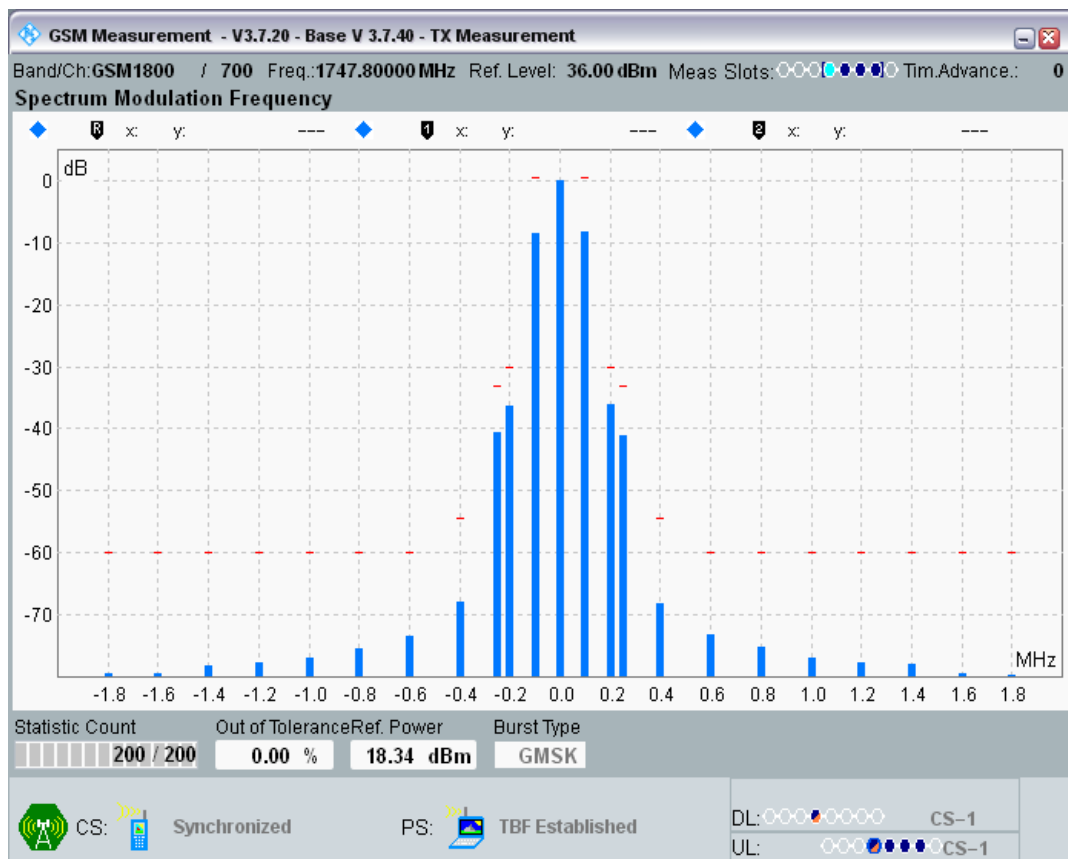 GSM Measurement - V3.7.20 - Base V 3.7.40 - TX Measurement
Band/Ch:GSM1800 / 700 Freq.:1747.80000 MHz Ref. Level: 36.00 dBm Meas Slots: Tim.Advance.: 0
Spectrum Modulation Frequency
R x: y: --- 1 x: y: --- 2 x: y: ---
dB
0
-10
-20
-30
-40
-50
-60
-70
MHz
-1.8 -1.6 -1.4 -1.2 -1.0 -0.8 -0.6 -0.4 -0.2 0.0 0.2 0.4 0.6 0.8 1.0 1.2 1.4 1.6 1.8
Statistic Count Out of Tolerance Ref. Power Burst Type
200 / 200 0.00 % 18.34 dBm GMSK
CS: Synchronized PS: TBF Established
DL: CS-1
UL: CS-1